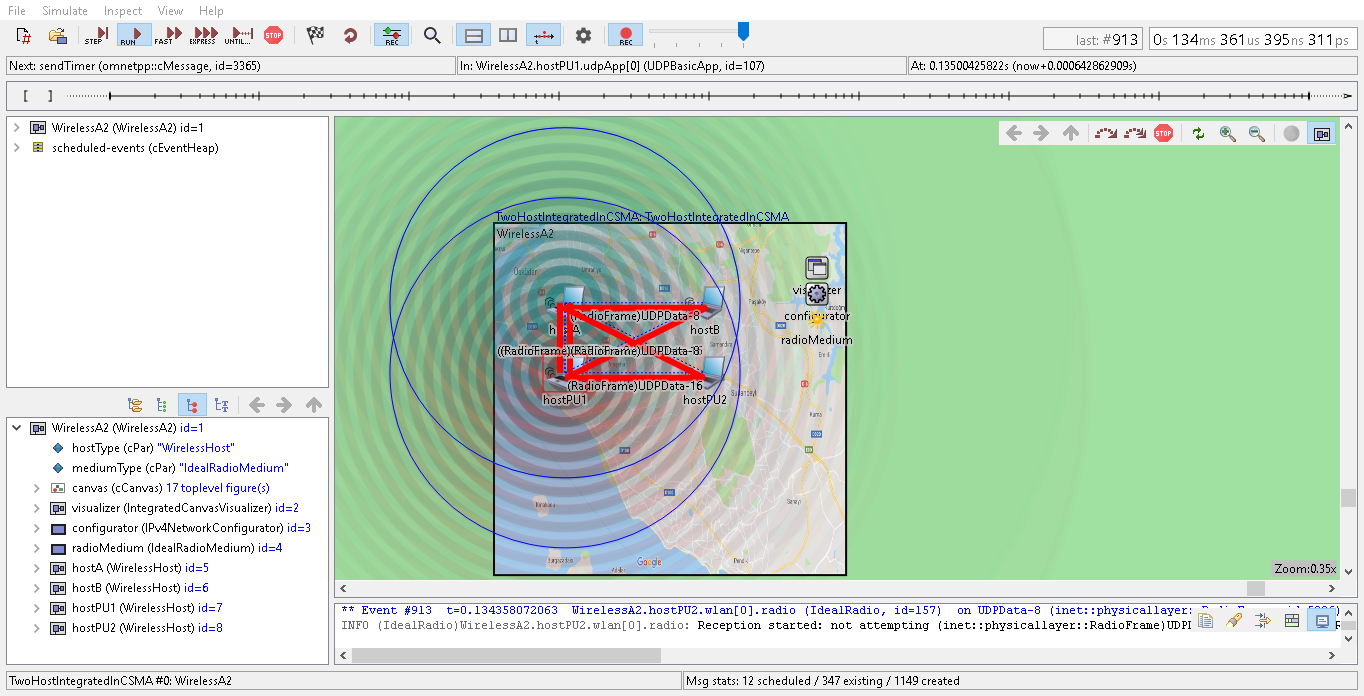 File Simulate Inspect View Help
STEP RUN FAST EXPRESS UNTIL... STOP REC REC
last: #913 0s 134ms 361us 395ns 311ps
Next: sendTimer (omnetpp::cMessage, id=3365) In: WirelessA2.hostPU1.udpApp[0] (UDPBasicApp, id=107) At: 0.13500425822s (now+0.000642862909s)
WirelessA2 (WirelessA2) id=1
scheduled-events (cEventHeap)
STOP
TwoHostIntegratedInCSMA: TwoHostIntegratedInCSMA
WirelessA2
Üsküdar
Paşaköy
visualizer
configurator
(RadioFrame)UDPData-8
hostA hostB
radioMedium
(RadioFrame)UDPData-16
hostPU1 hostPU2
Google
Pendik
Zoom:0.35x
WirelessA2 (WirelessA2) id=1
hostType (cPar) "WirelessHost"
mediumType (cPar) "IdealRadioMedium"
canvas (cCanvas) 17 toplevel figure(s)
visualizer (IntegratedCanvasVisualizer) id=2
configurator (IPv4NetworkConfigurator) id=3
radioMedium (IdealRadioMedium) id=4
hostA (WirelessHost) id=5
hostB (WirelessHost) id=6
hostPU1 (WirelessHost) id=7
hostPU2 (WirelessHost) id=8
** Event #913 t=0.134358072063 WirelessA2.hostPU2.wlan[0].radio (IdealRadio, id=157) on UDPData-8 (inet::physicallayer:
INFO (IdealRadio)WirelessA2.hostPU2.wlan[0].radio: Reception started: not attempting (inet::physicallayer::RadioFrame)UDPI
TwoHostIntegratedInCSMA #0: WirelessA2 Msg stats: 12 scheduled / 347 existing / 1149 created